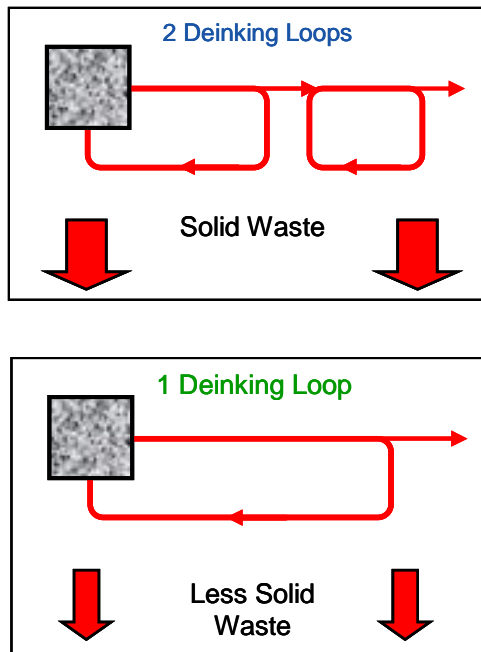 2 Deinking Loops
Solid Waste
1 Deinking Loop
Less Solid
Waste